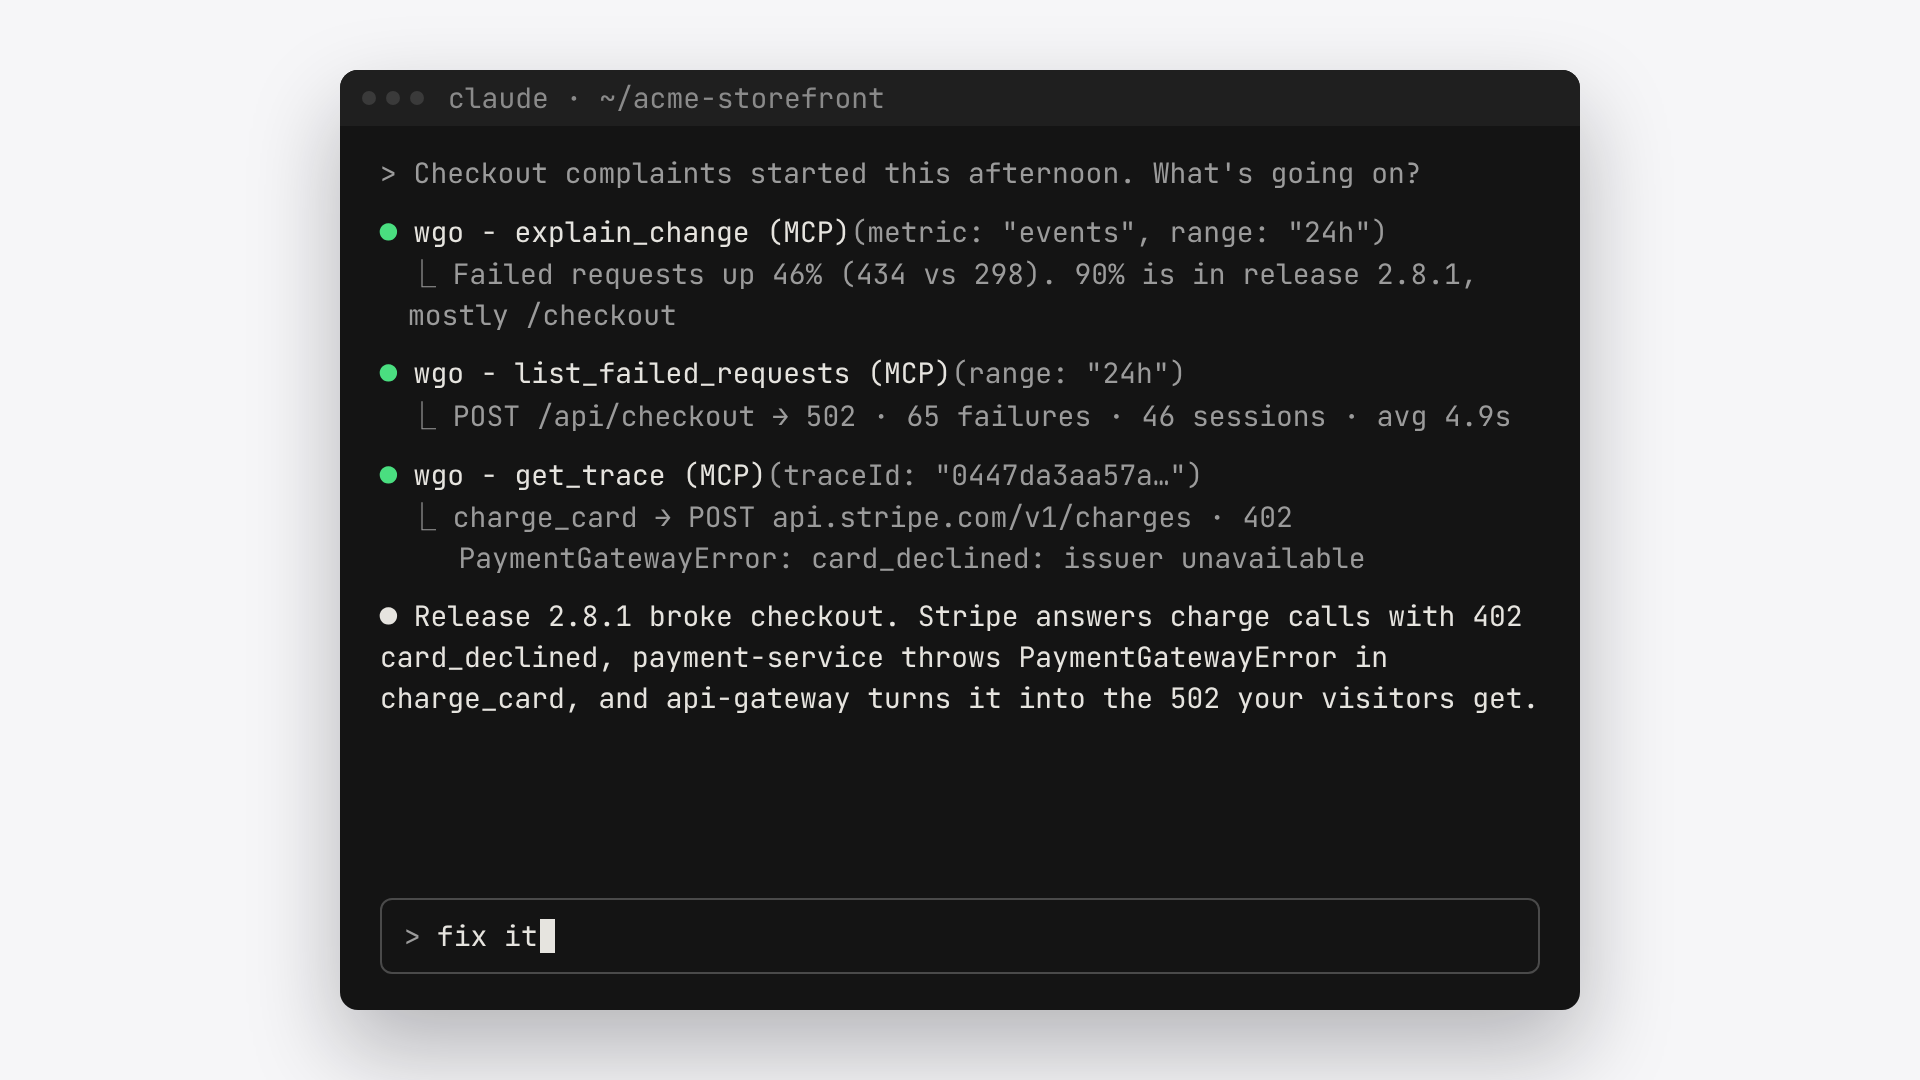 claude · ~/acme-storefront
> Checkout complaints started this afternoon. What's going on?
● wgo - explain_change (MCP)(metric: "events", range: "24h")
⎿ Failed requests up 46% (434 vs 298). 90% is in release 2.8.1,
mostly /checkout
● wgo - list_failed_requests (MCP)(range: "24h")
⎿ POST /api/checkout → 502 · 65 failures · 46 sessions · avg 4.9s
● wgo - get_trace (MCP)(traceId: "0447da3aa57a…")
⎿ charge_card → POST api.stripe.com/v1/charges · 402
PaymentGatewayError: card_declined: issuer unavailable
● Release 2.8.1 broke checkout. Stripe answers charge calls with 402
card_declined, payment-service throws PaymentGatewayError in
charge_card, and api-gateway turns it into the 502 your visitors get.
> fix it